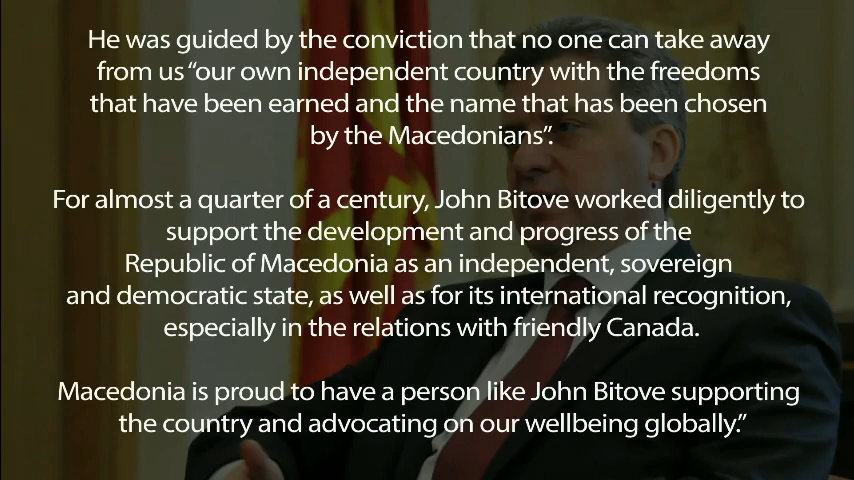 He was guided by the conviction that no one can take away
from us “our own independent country with the freedoms
that have been earned and the name that has been chosen
by the Macedonians”.
For almost a quarter of a century, John Bitove worked diligently to
support the development and progress of the
Republic of Macedonia as an independent, sovereign
and democratic state, as well as for its international recognition,
especially in the relations with friendly Canada.
Macedonia is proud to have a person like John Bitove supporting
the country and advocating on our wellbeing globally.”